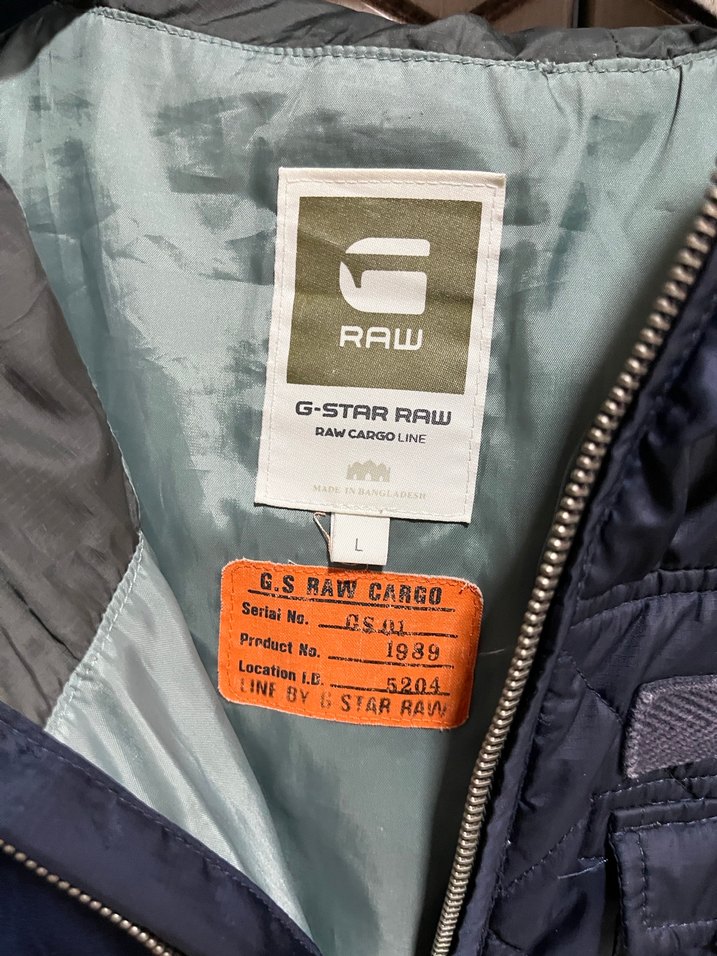 G
RAW
G-STAR RAW
RAW CARGO LINE
MADE IN BANGLADESH
L
G.S RAW CARGO
Serial No. GS 01
Product No. 1989
Location I.D. 5204
LINE BY G STAR RAW